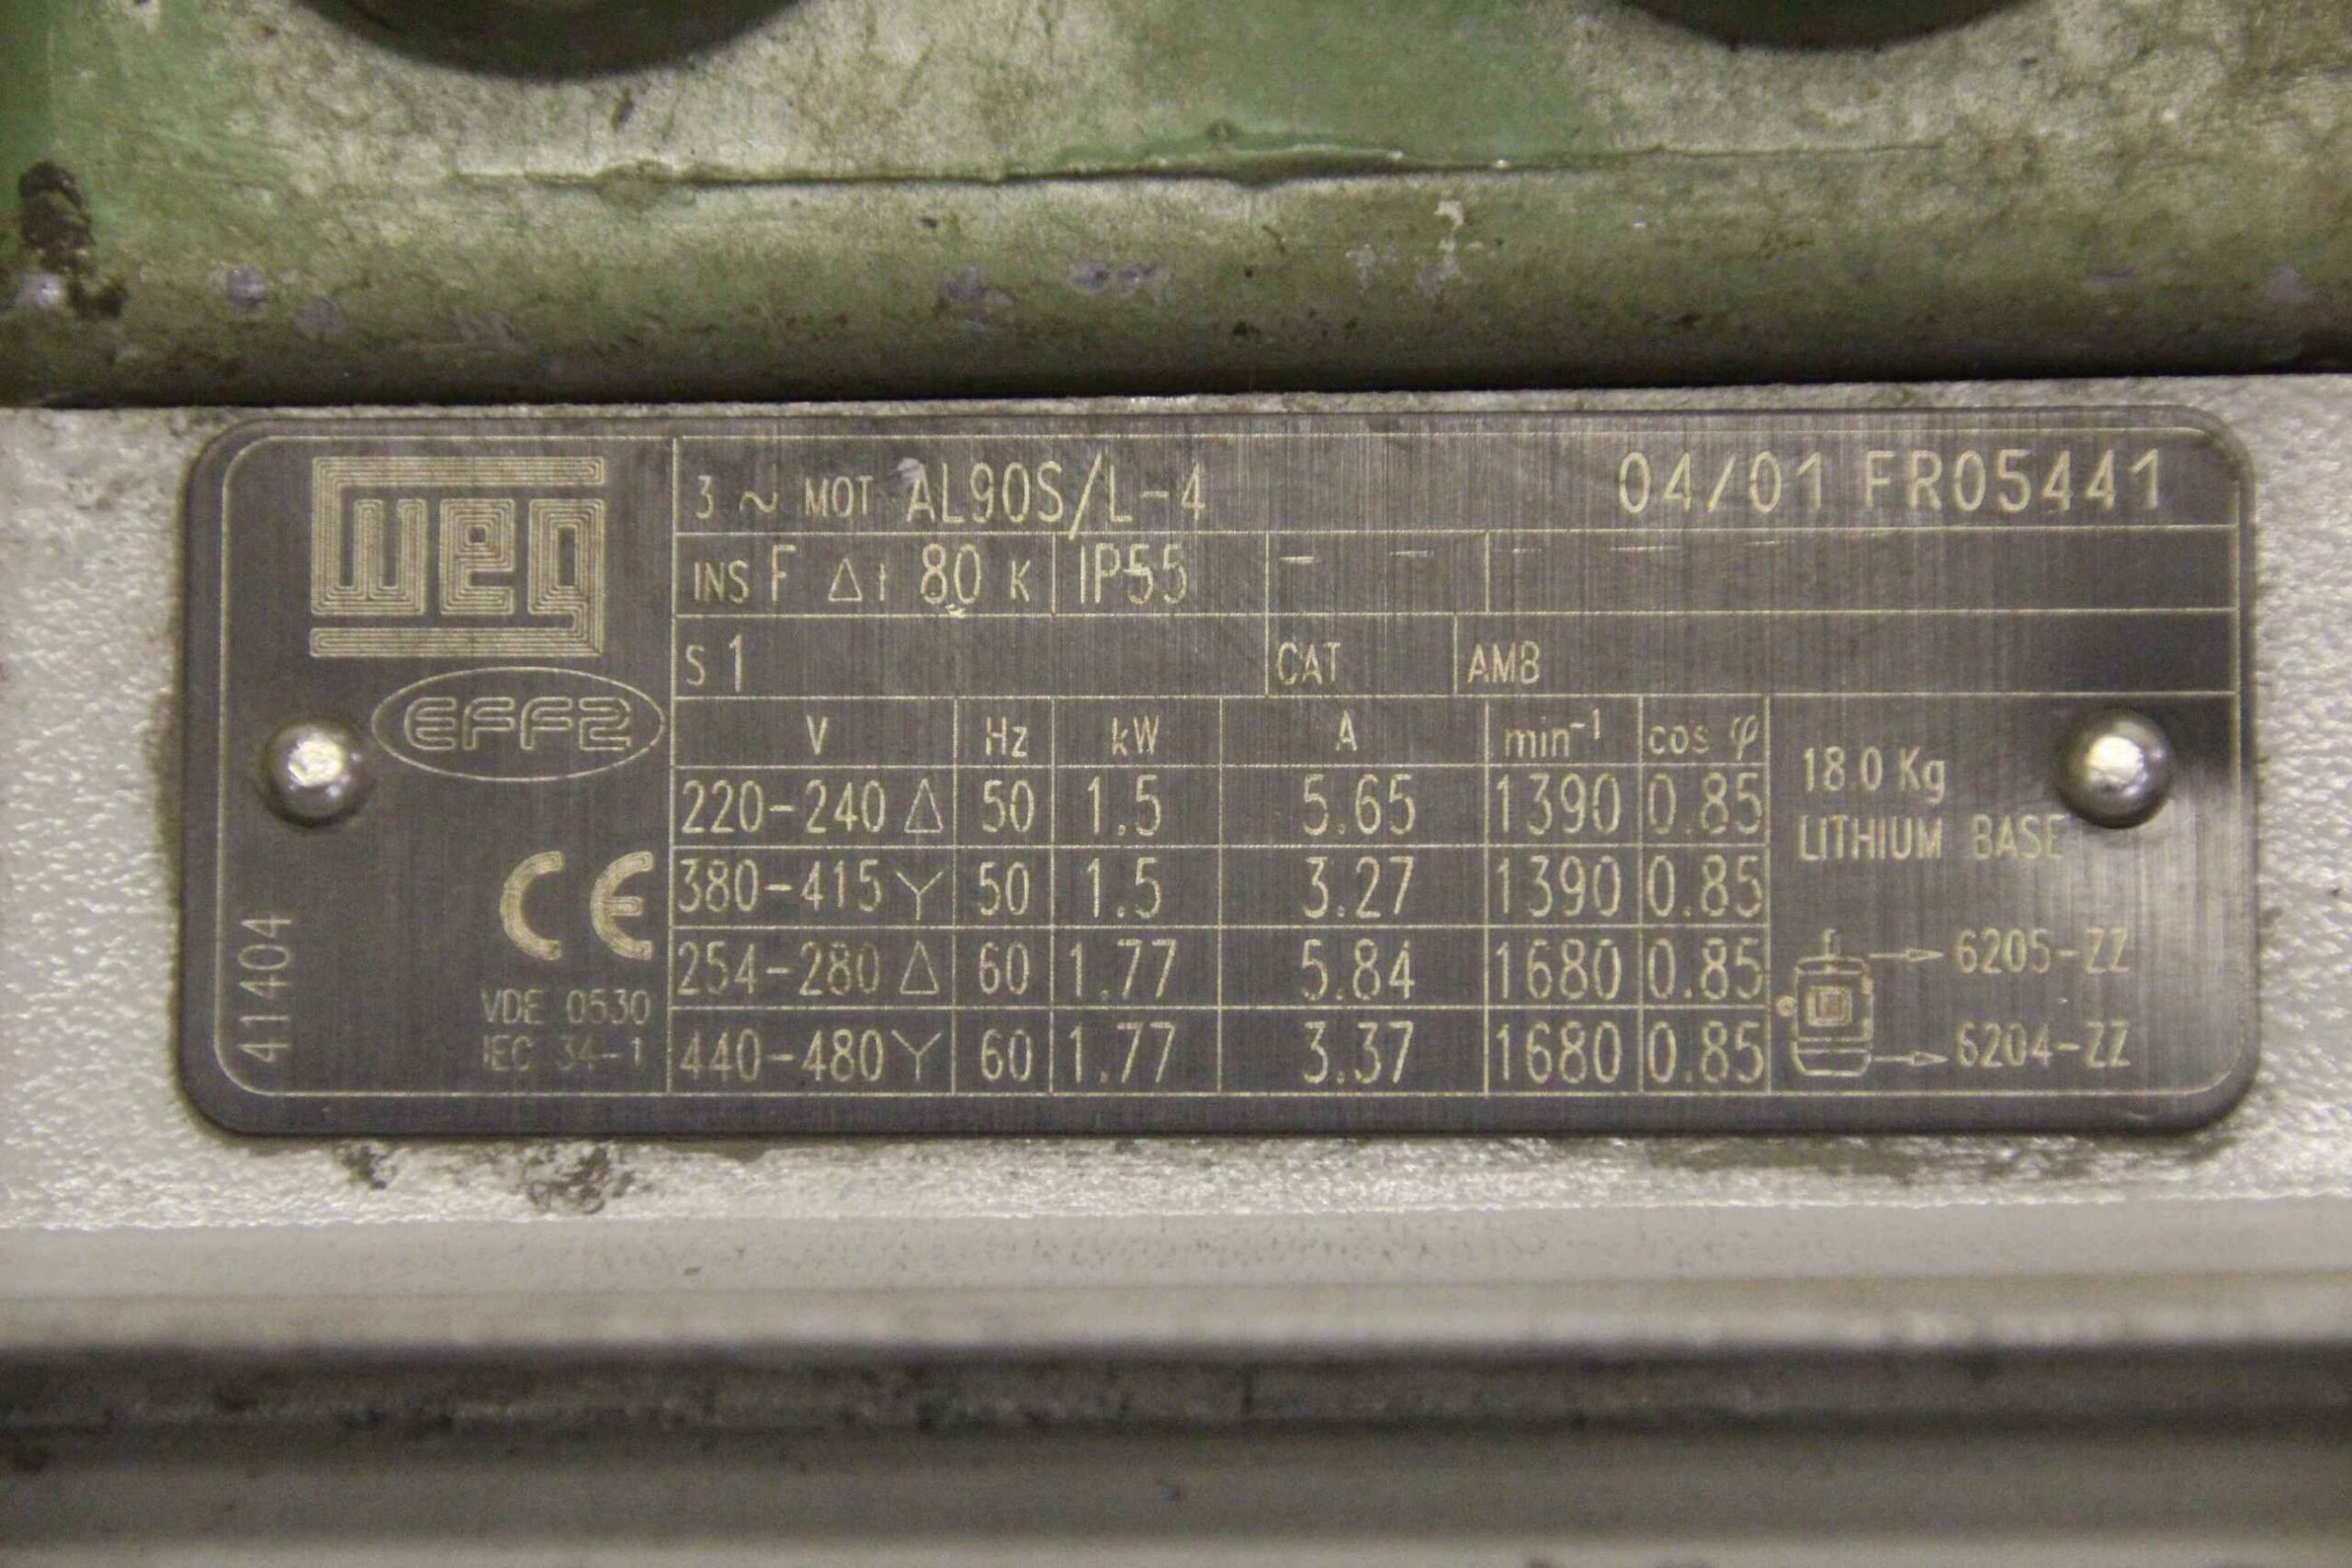 weg
EFF2
CE
VDE 0530
IEC 34-1
41404
3 ~ MOT AL90S/L-4 04/01 FR05441
INS F Δt 80 K IP55 - - - - -
S1 CAT AMB
V Hz kW A min⁻¹ cos φ
220-240 Δ 50 1.5 5.65 1390 0.85
380-415 Y 50 1.5 3.27 1390 0.85
254-280 Δ 60 1.77 5.84 1680 0.85
440-480 Y 60 1.77 3.37 1680 0.85
18.0 Kg
LITHIUM BASE
6205-ZZ
6204-ZZ